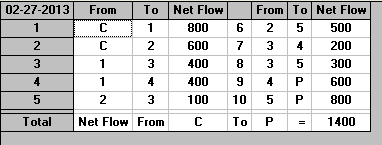 02-27-2013 From To Net Flow From To Net Flow
1 C 1 800 6 2 5 500
2 C 2 600 7 3 4 200
3 1 3 400 8 3 5 300
4 1 4 400 9 4 P 600
5 2 3 100 10 5 P 800
Total Net Flow From C To P = 1400